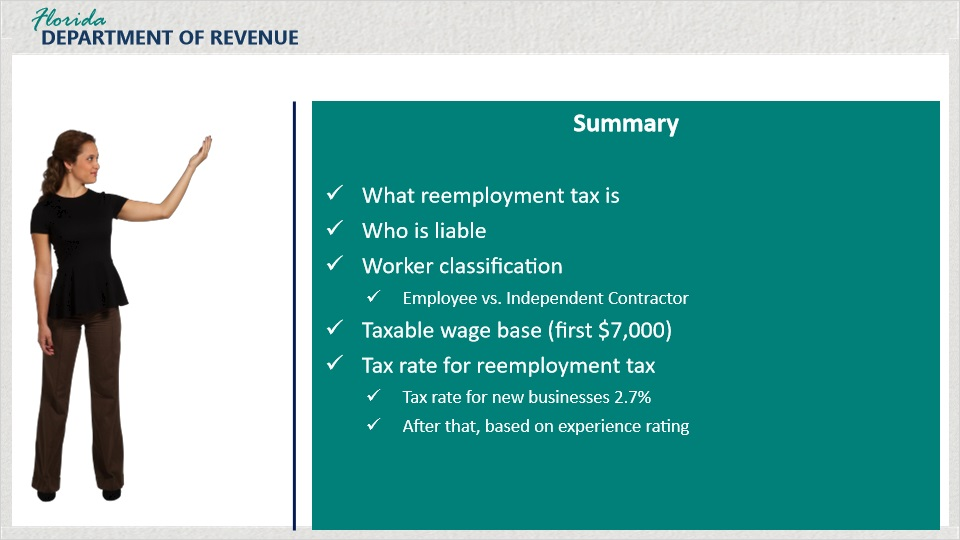 Florida
DEPARTMENT OF REVENUE
Summary
✓ What reemployment tax is
✓ Who is liable
✓ Worker classification
✓ Employee vs. Independent Contractor
✓ Taxable wage base (first $7,000)
✓ Tax rate for reemployment tax
✓ Tax rate for new businesses 2.7%
✓ After that, based on experience rating